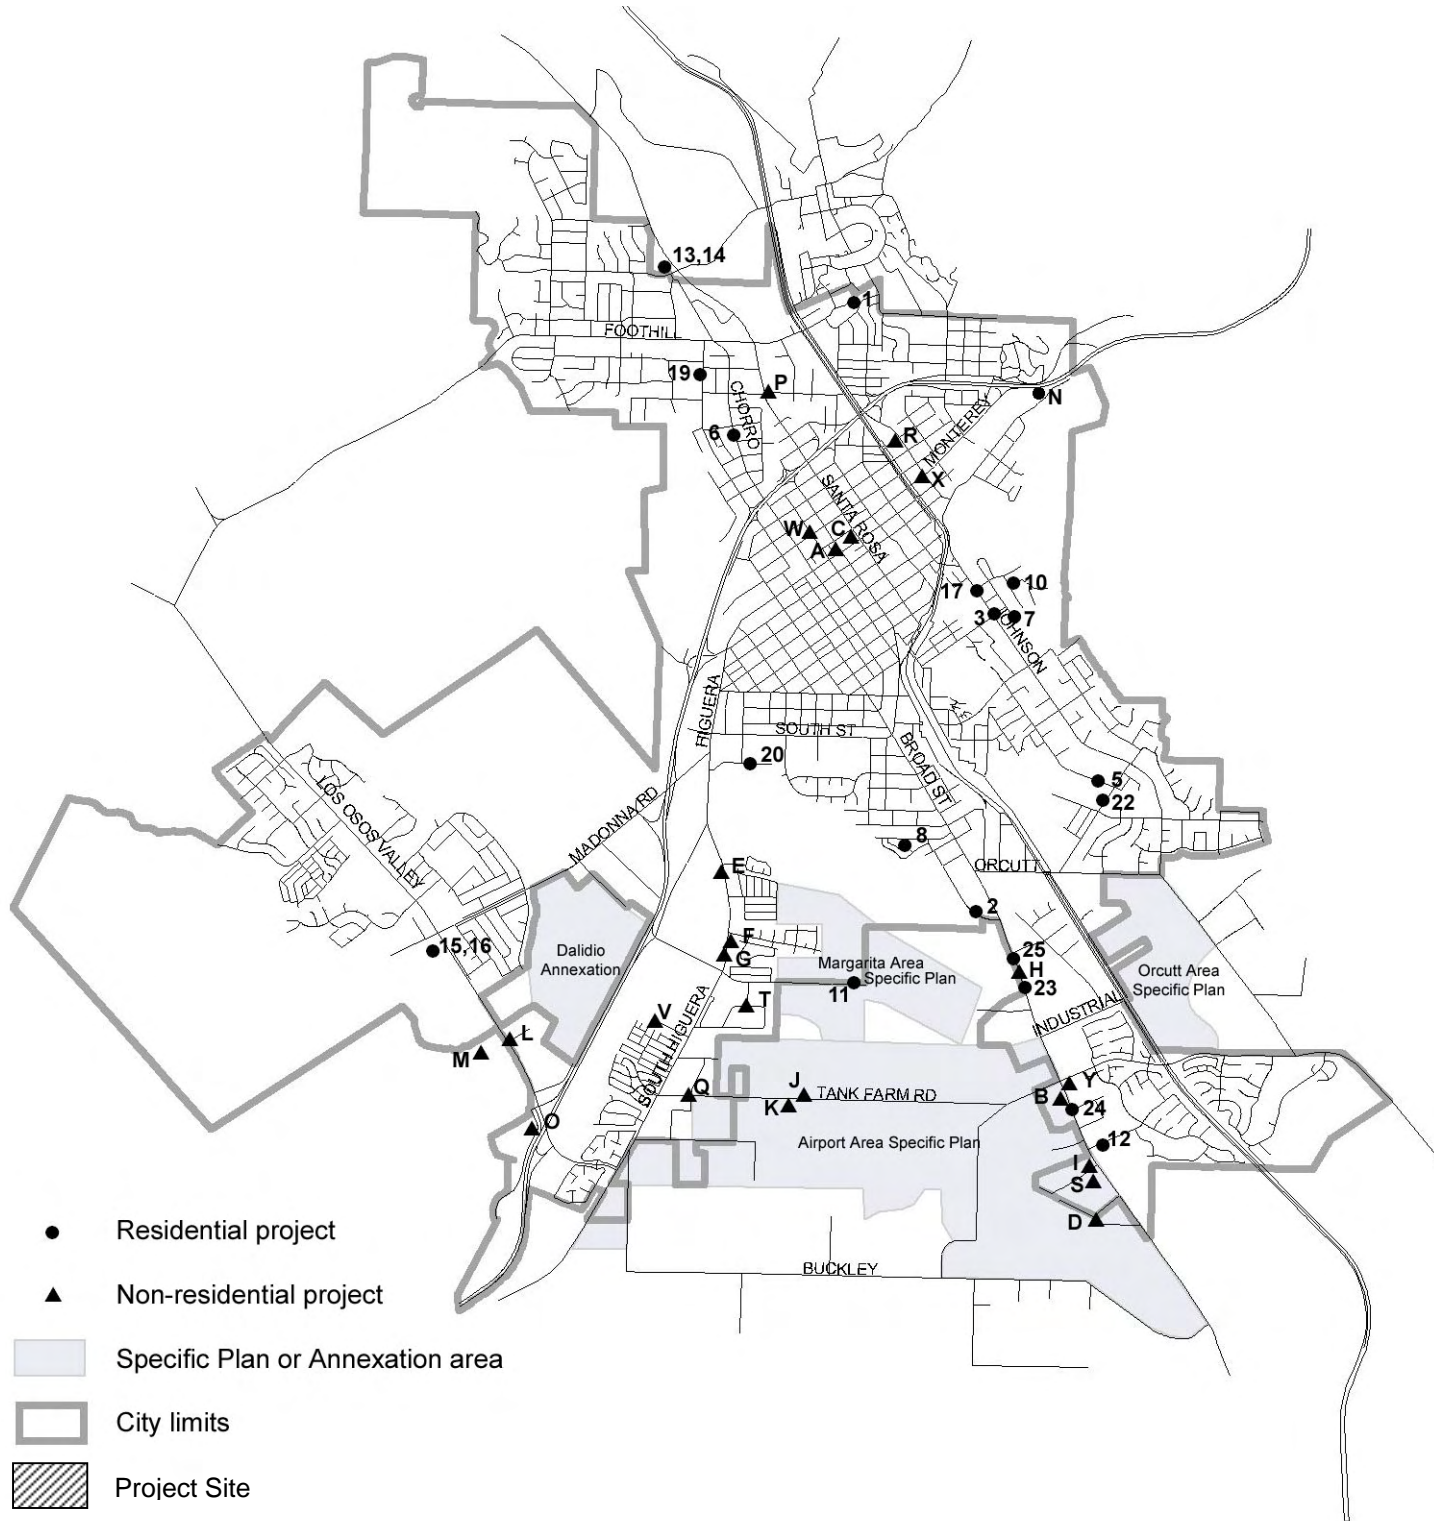 13,14
1
FOOTHILL
19
CHORRO
P
N
6
R
MONTEREY
X
SANTA ROSA
W
C
A
10
17
3
7
JOHNSON
HIGUERA
SOUTH ST
20
BROAD ST
5
22
LOS OSOS VALLEY
MADONNA RD
8
E
ORCUTT
2
F
15,16
Dalidio
Annexation
G
25
Margarita Area
Specific Plan
H
Orcutt Area
Specific Plan
11
23
T
V
INDUSTRIAL
SOUTH HIGUERA
L
M
Q
J
TANK FARM RD
K
Y
B
24
O
Airport Area Specific Plan
12
I
S
D
BUCKLEY
Residential project
Non-residential project
Specific Plan or Annexation area
City limits
Project Site